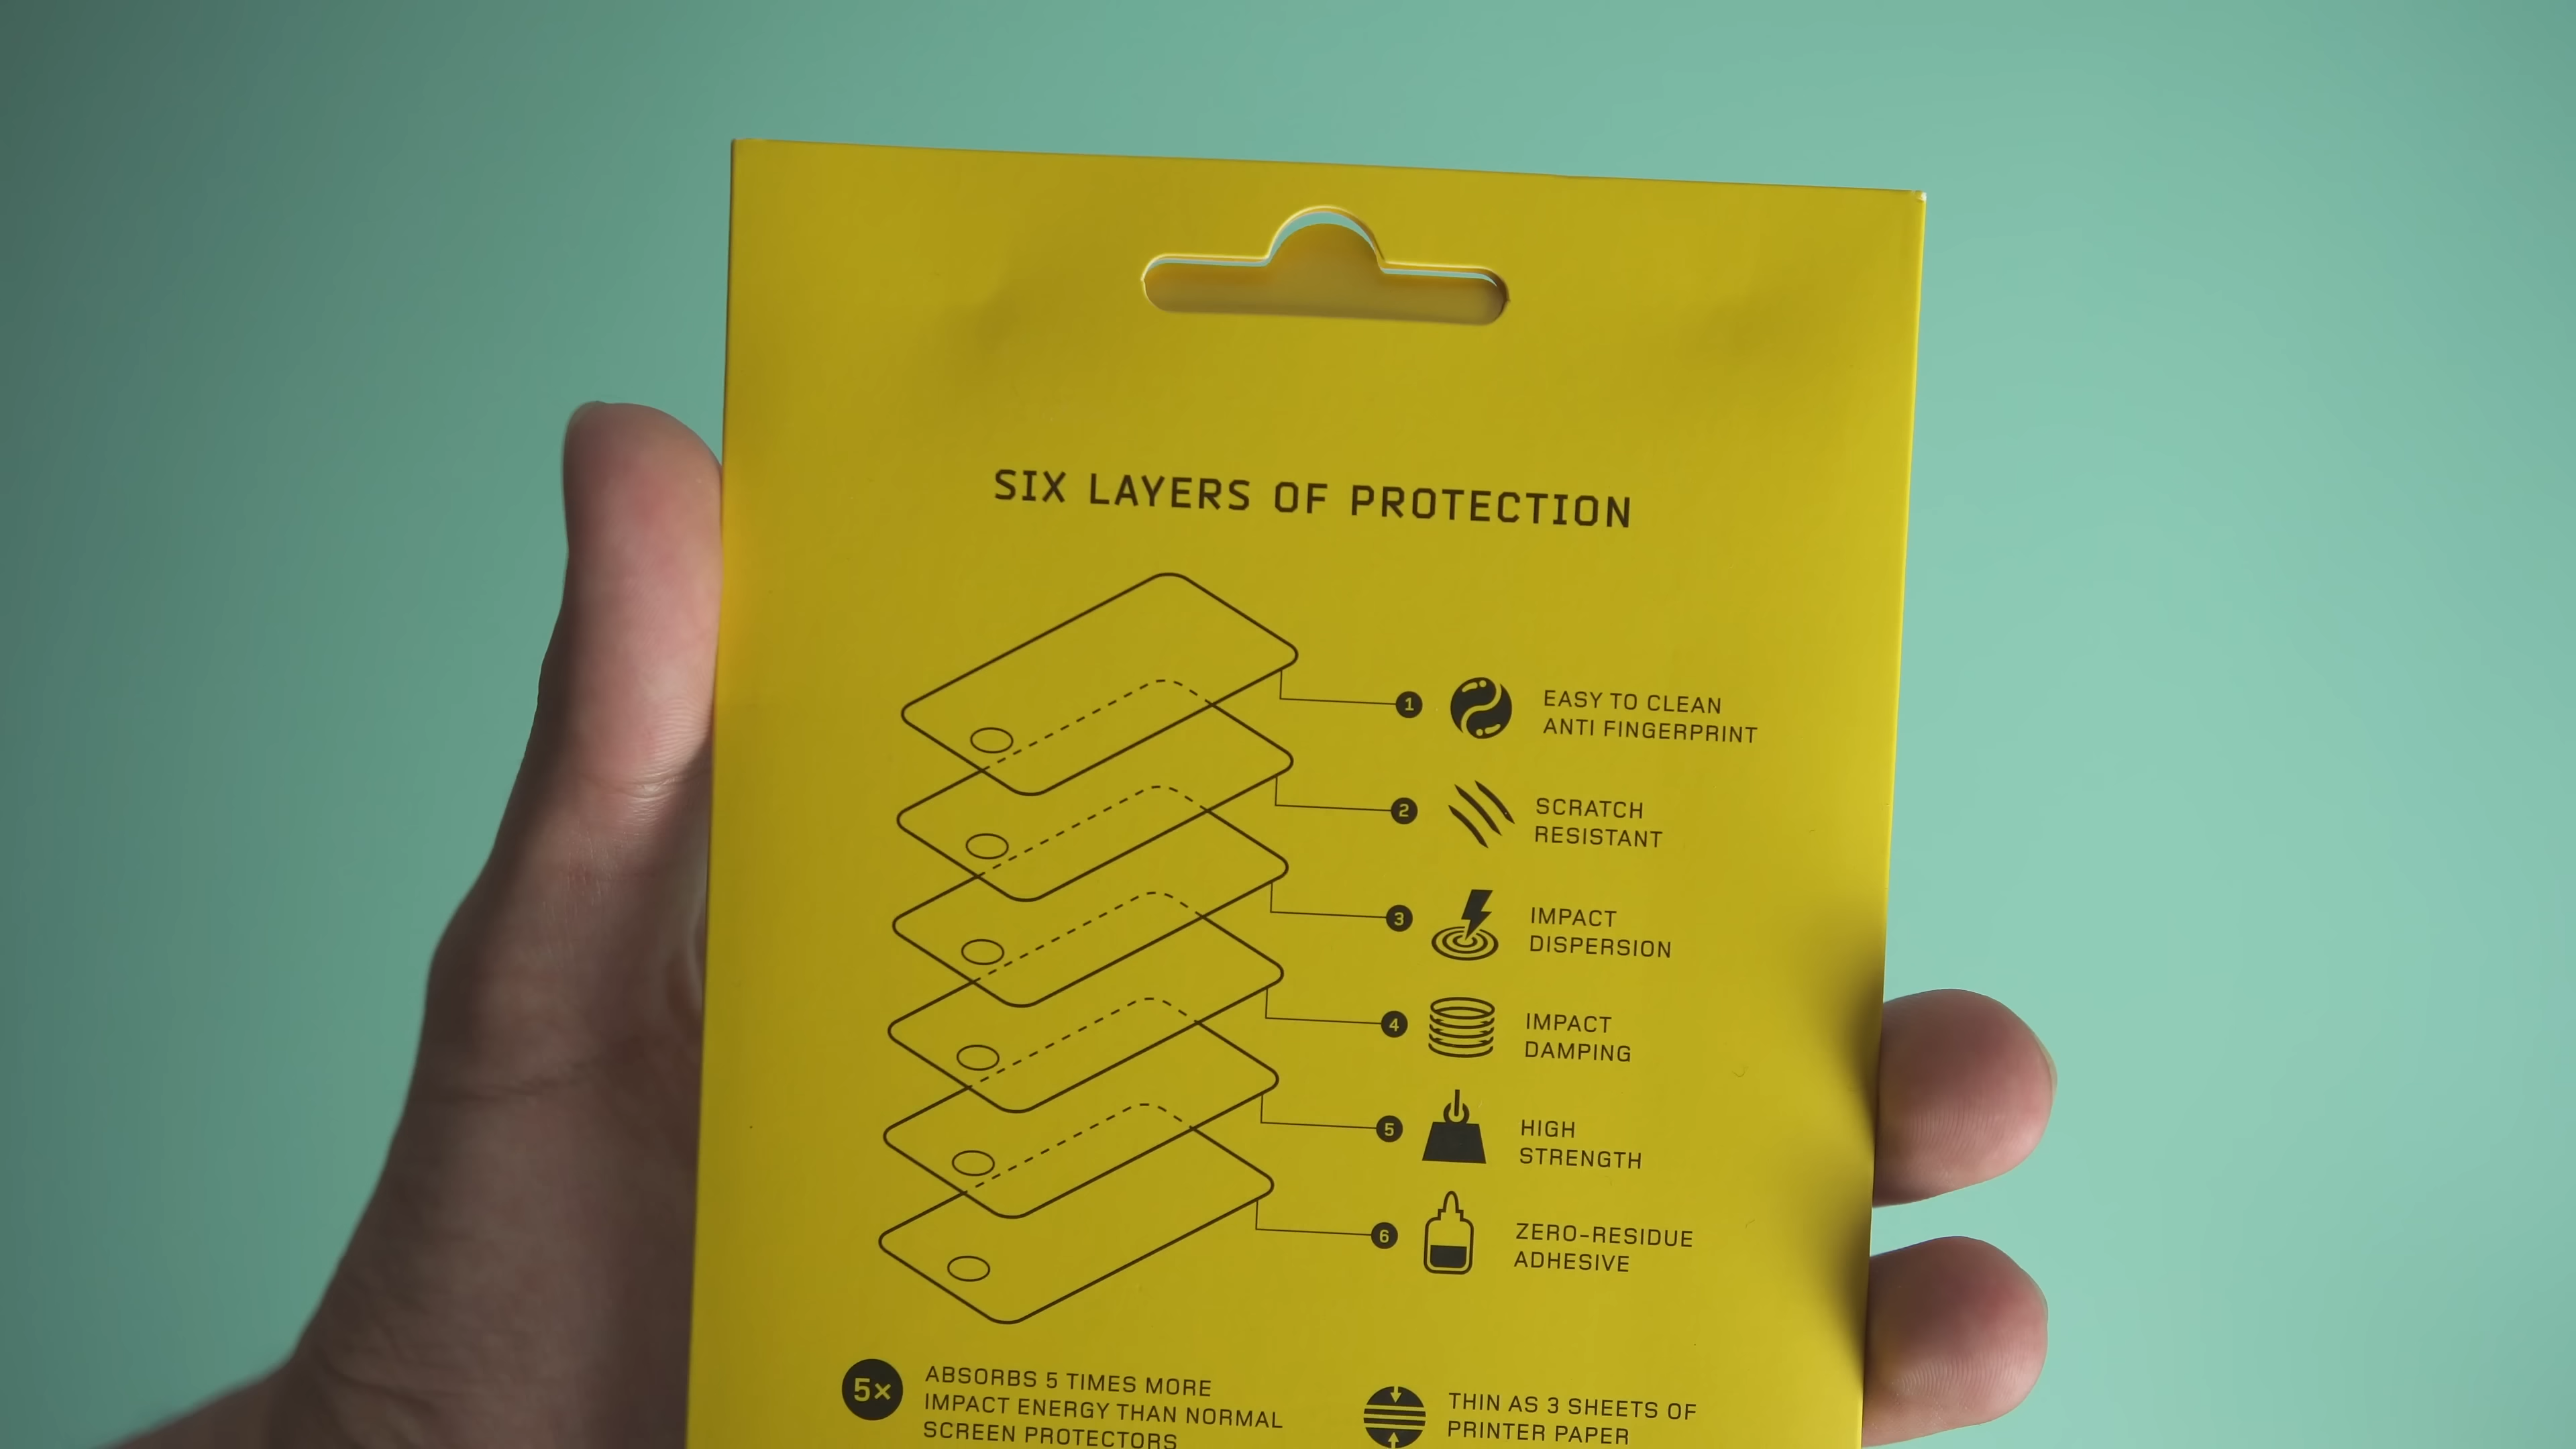 SIX LAYERS OF PROTECTION
1
EASY TO CLEAN
ANTI FINGERPRINT
2
SCRATCH
RESISTANT
3
IMPACT
DISPERSION
4
IMPACT
DAMPING
5
HIGH
STRENGTH
6
ZERO-RESIDUE
ADHESIVE
5×
ABSORBS 5 TIMES MORE
IMPACT ENERGY THAN NORMAL
SCREEN PROTECTORS
THIN AS 3 SHEETS OF
PRINTER PAPER